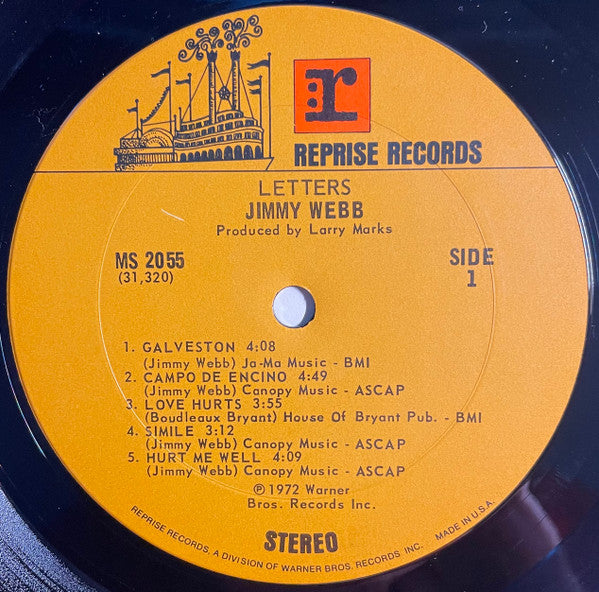 r:
REPRISE RECORDS
LETTERS
JIMMY WEBB
Produced by Larry Marks
MS 2055
(31,320)
SIDE
1
1. GALVESTON 4:08
(Jimmy Webb) Ja-Ma Music - BMI
2. CAMPO DE ENCINO 4:49
(Jimmy Webb) Canopy Music - ASCAP
3. LOVE HURTS 3:55
(Boudleaux Bryant) House Of Bryant Pub. - BMI
4. SIMILE 3:12
(Jimmy Webb) Canopy Music - ASCAP
5. HURT ME WELL 4:09
(Jimmy Webb) Canopy Music - ASCAP
℗ 1972 Warner
Bros. Records Inc.
STEREO
REPRISE RECORDS, A DIVISION OF WARNER BROS. RECORDS INC. MADE IN U.S.A.